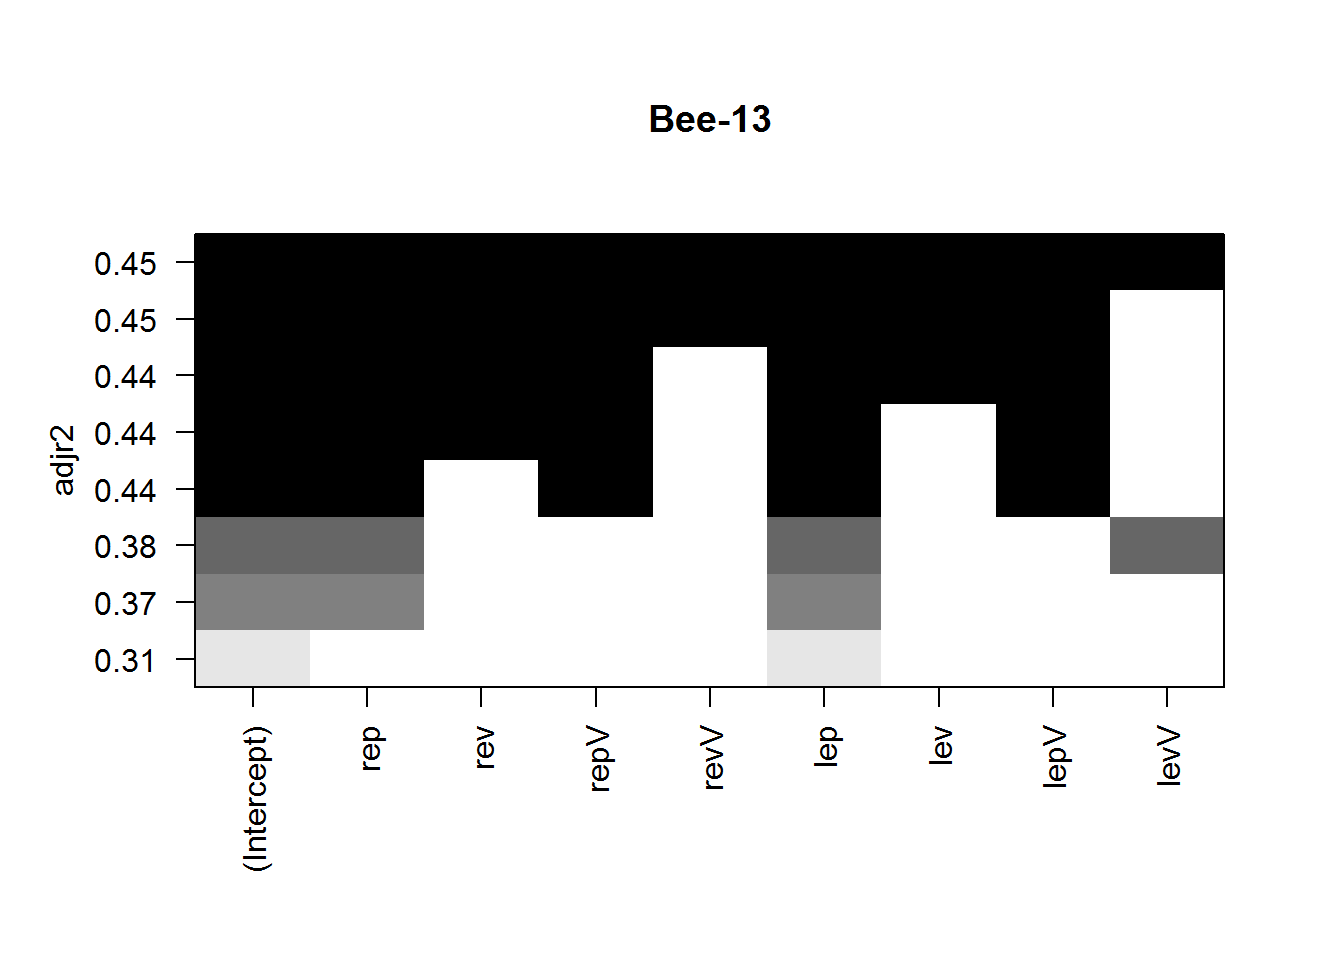 Bee-13
adjr2
0.45
0.45
0.44
0.44
0.44
0.38
0.37
0.31
(Intercept)
rep
rev
repV
revV
lep
lev
lepV
levV